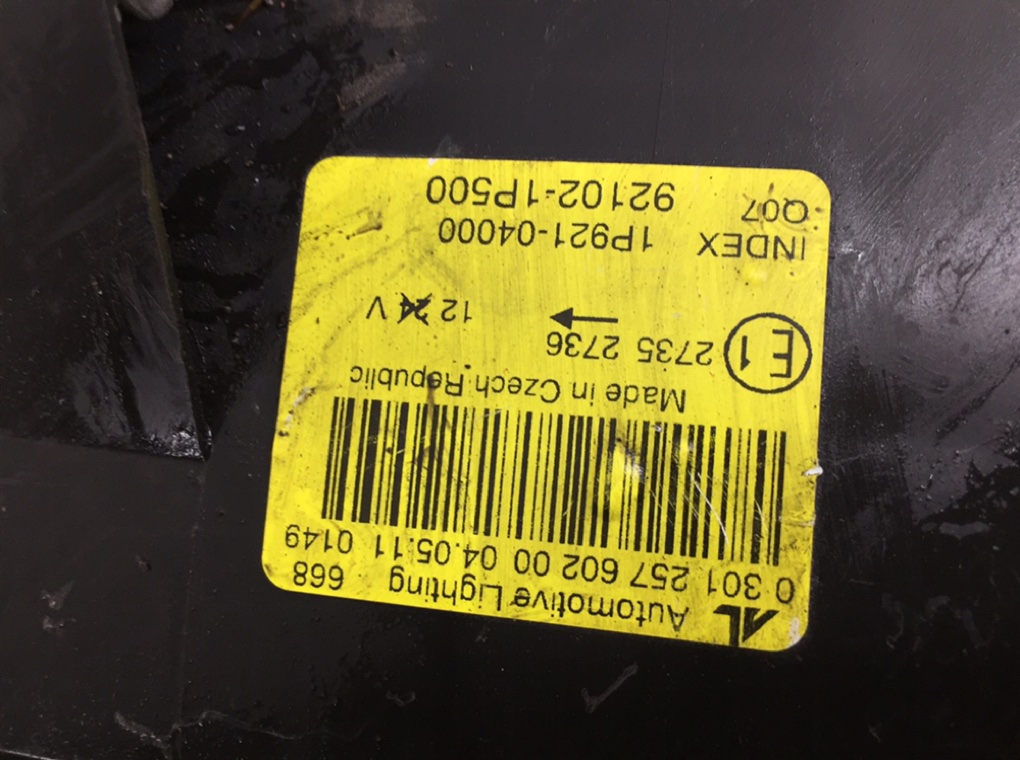 AL Automotive Lighting 668
0 301 257 602 00 04.05.11 0149
Made in Czech Republic
E1 2735 2736
12 24 V
INDEX 1P921-04000
Q07 92102-1P500